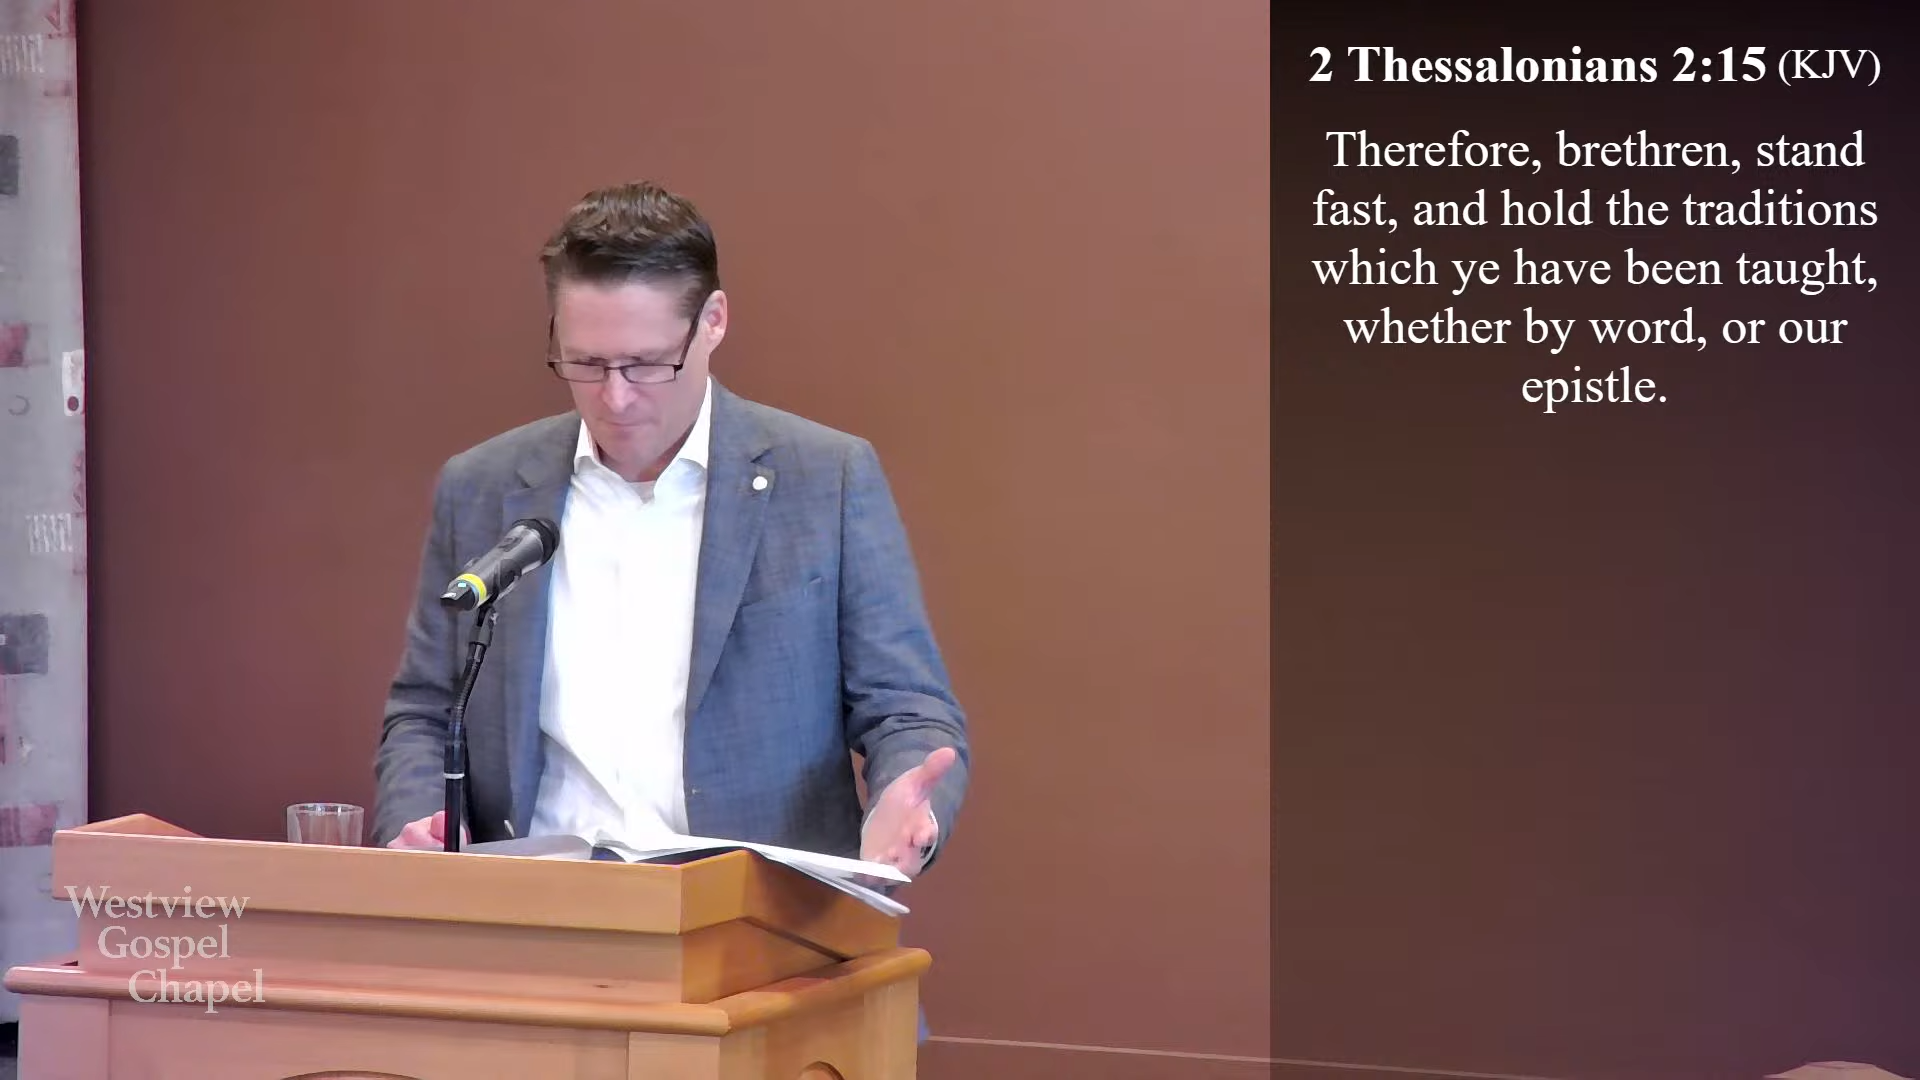 2 Thessalonians 2:15 (KJV)
Therefore, brethren, stand
fast, and hold the traditions
which ye have been taught,
whether by word, or our
epistle.
Westview
Gospel
Chapel